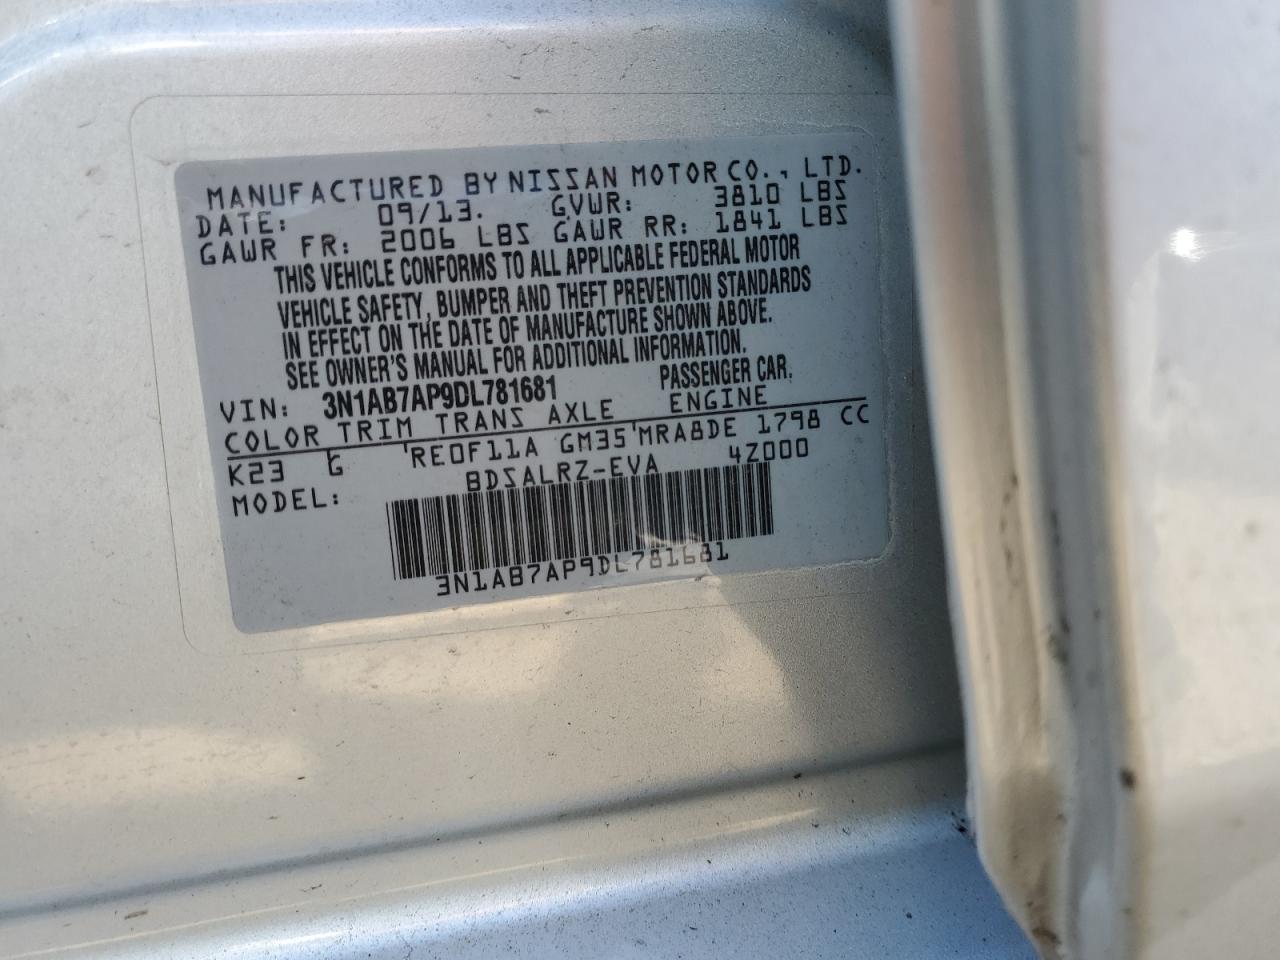 MANUFACTURED BY NISSAN MOTOR CO., LTD.
DATE: 09/13. GVWR: 3810 LBS
GAWR FR: 2006 LBS GAWR RR: 1841 LBS
THIS VEHICLE CONFORMS TO ALL APPLICABLE FEDERAL MOTOR
VEHICLE SAFETY, BUMPER AND THEFT PREVENTION STANDARDS
IN EFFECT ON THE DATE OF MANUFACTURE SHOWN ABOVE.
SEE OWNER'S MANUAL FOR ADDITIONAL INFORMATION.
VIN: 3N1AB7AP9DL781681 PASSENGER CAR.
COLOR TRIM TRANS AXLE ENGINE
K23 G RE0F11A GM35 MRA8DE 1798 CC
MODEL: BDSALRZ-EVA 4Z000
3N1AB7AP9DL781681